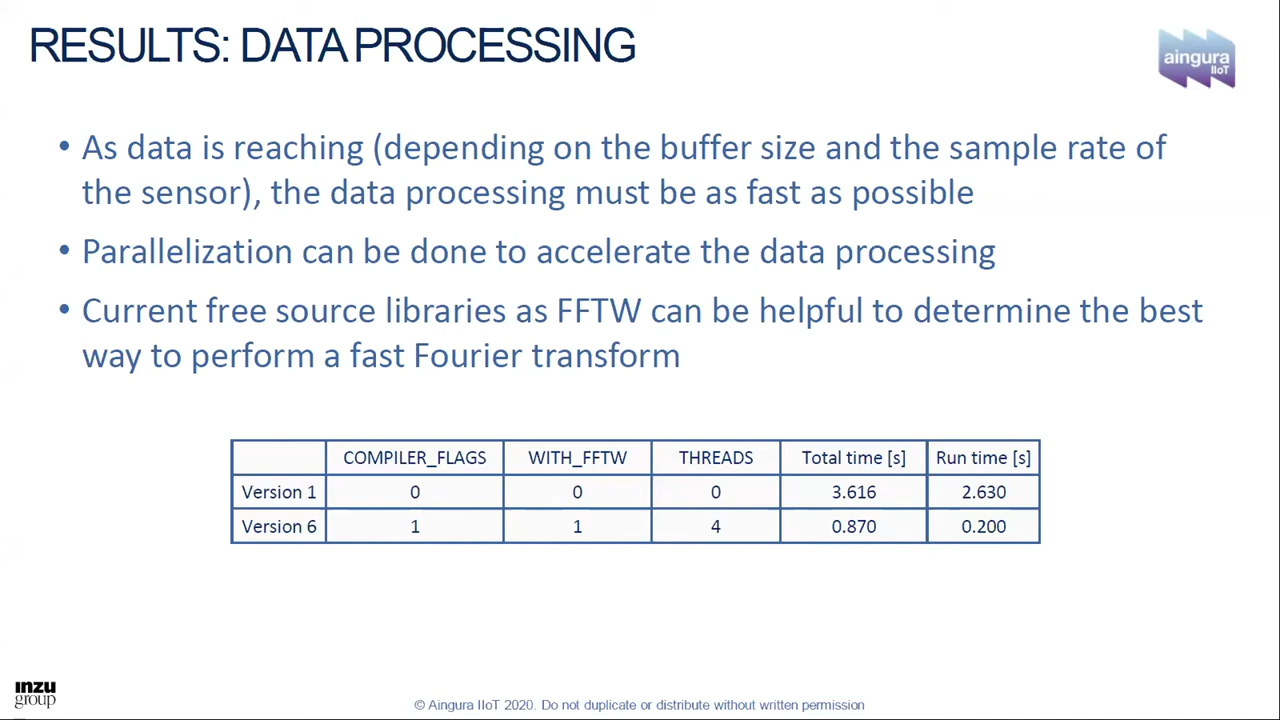 RESULTS: DATA PROCESSING
aingura
IIoT
• As data is reaching (depending on the buffer size and the sample rate of
the sensor), the data processing must be as fast as possible
• Parallelization can be done to accelerate the data processing
• Current free source libraries as FFTW can be helpful to determine the best
way to perform a fast Fourier transform
COMPILER_FLAGS WITH_FFTW THREADS Total time [s] Run time [s]
Version 1 0 0 0 3.616 2.630
Version 6 1 1 4 0.870 0.200
inzu
group
© Aingura IIoT 2020. Do not duplicate or distribute without written permission